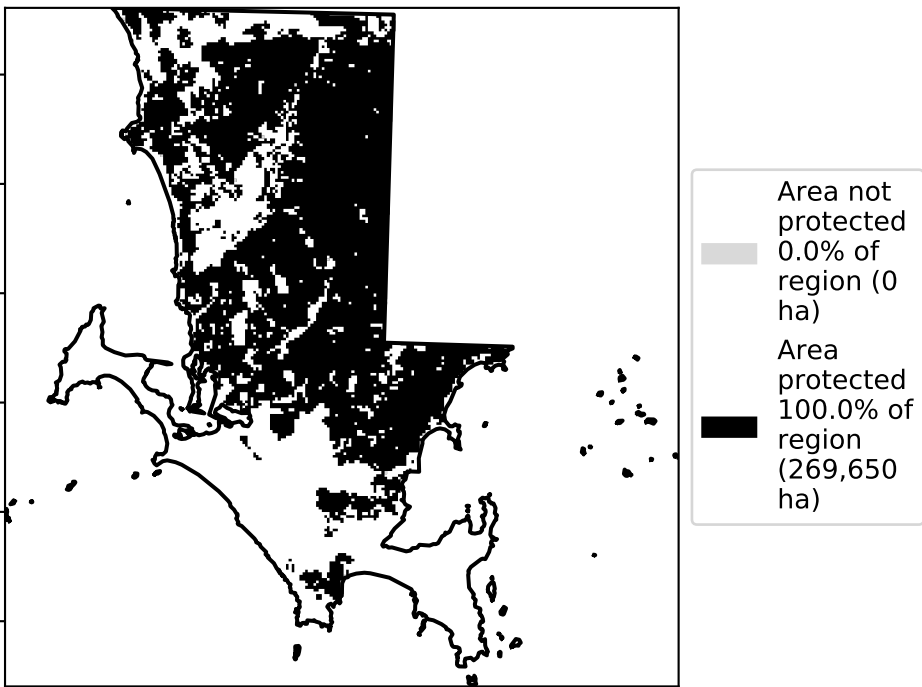 Area not
protected
0.0% of
region (0
ha)
Area
protected
100.0% of
region
(269,650
ha)